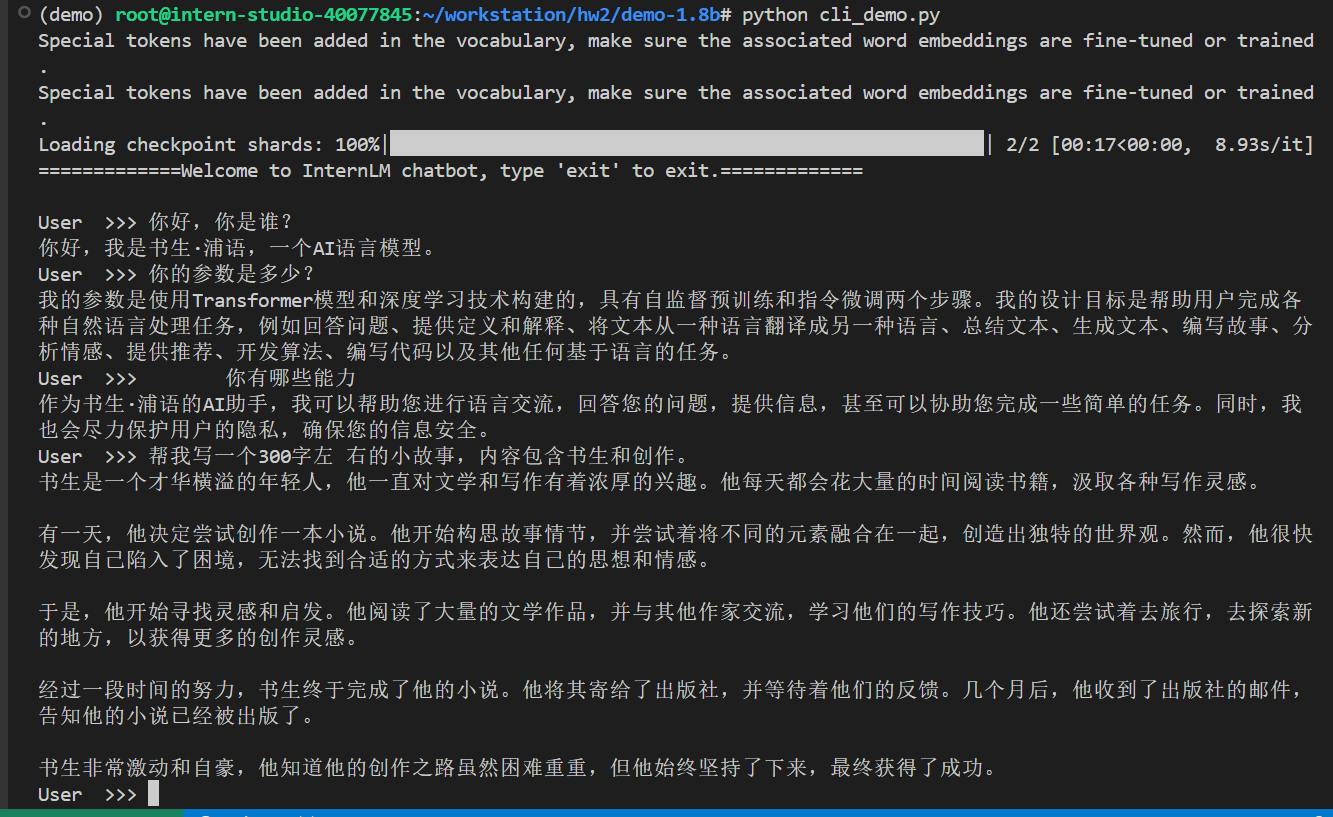 (demo) root@intern-studio-40077845:~/workstation/hw2/demo-1.8b# python cli_demo.py
Special tokens have been added in the vocabulary, make sure the associated word embeddings are fine-tuned or trained
.
Special tokens have been added in the vocabulary, make sure the associated word embeddings are fine-tuned or trained
.
Loading checkpoint shards: 100%|██████████| 2/2 [00:17<00:00,  8.93s/it]
=============Welcome to InternLM chatbot, type 'exit' to exit.=============
User  >>> 你好，你是谁？
你好，我是书生·浦语，一个AI语言模型。
User  >>> 你的参数是多少？
我的参数是使用Transformer模型和深度学习技术构建的，具有自监督预训练和指令微调两个步骤。我的设计目标是帮助用户完成各
种自然语言处理任务，例如回答问题、提供定义和解释、将文本从一种语言翻译成另一种语言、总结文本、生成文本、编写故事、分
析情感、提供推荐、开发算法、编写代码以及其他任何基于语言的任务。
User  >>>        你有哪些能力
作为书生·浦语的AI助手，我可以帮助您进行语言交流，回答您的问题，提供信息，甚至可以协助您完成一些简单的任务。同时，我
也会尽力保护用户的隐私，确保您的信息安全。
User  >>> 帮我写一个300字左 右的小故事，内容包含书生和创作。
书生是一个才华横溢的年轻人，他一直对文学和写作有着浓厚的兴趣。他每天都会花大量的时间阅读书籍，汲取各种写作灵感。
有一天，他决定尝试创作一本小说。他开始构思故事情节，并尝试着将不同的元素融合在一起，创造出独特的世界观。然而，他很快
发现自己陷入了困境，无法找到合适的方式来表达自己的思想和情感。
于是，他开始寻找灵感和启发。他阅读了大量的文学作品，并与其他作家交流，学习他们的写作技巧。他还尝试着去旅行，去探索新
的地方，以获得更多的创作灵感。
经过一段时间的努力，书生终于完成了他的小说。他将其寄给了出版社，并等待着他们的反馈。几个月后，他收到了出版社的邮件，
告知他的小说已经被出版了。
书生非常激动和自豪，他知道他的创作之路虽然困难重重，但他始终坚持了下来，最终获得了成功。
User  >>>